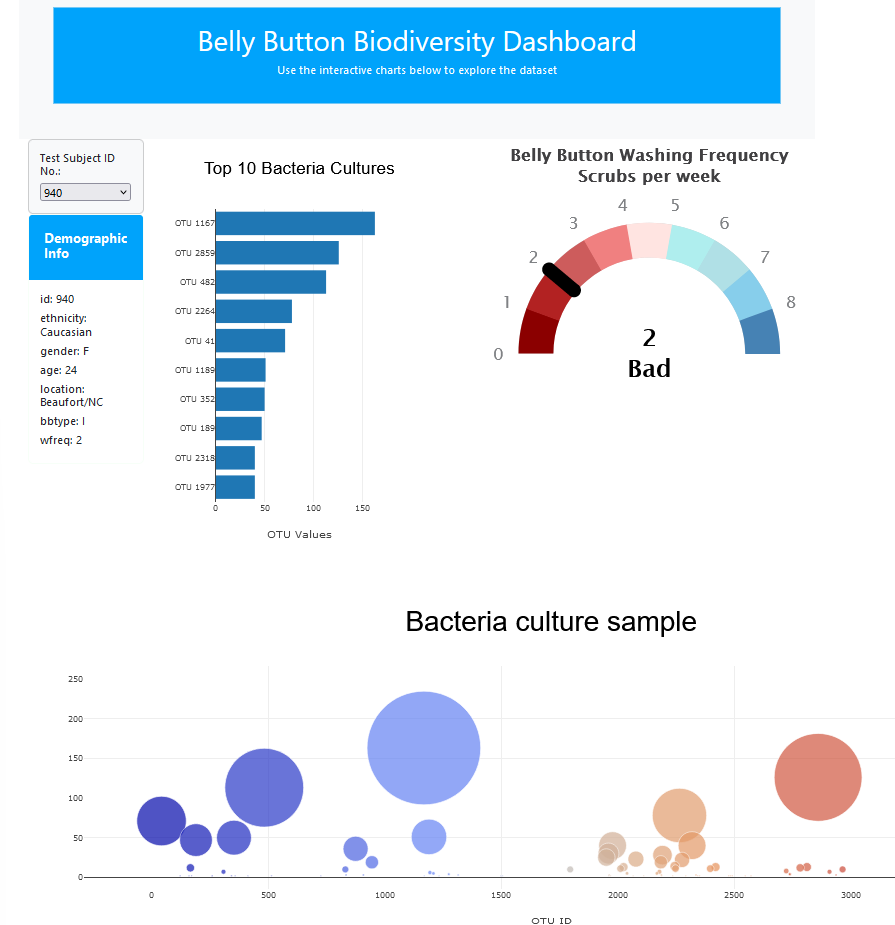 Belly Button Biodiversity Dashboard
Use the interactive charts below to explore the dataset
Test Subject ID
No.:
940
Demographic
Info
id: 940
ethnicity:
Caucasian
gender: F
age: 24
location:
Beaufort/NC
bbtype: I
wfreq: 2
Top 10 Bacteria Cultures
OTU 1167
OTU 2859
OTU 482
OTU 2264
OTU 41
OTU 1189
OTU 352
OTU 189
OTU 2318
OTU 1977
0 50 100 150
OTU Values
Belly Button Washing Frequency
Scrubs per week
0
1
2
3
4
5
6
7
8
2
Bad
Bacteria culture sample
250
200
150
100
50
0
0 500 1000 1500 2000 2500 3000
OTU ID